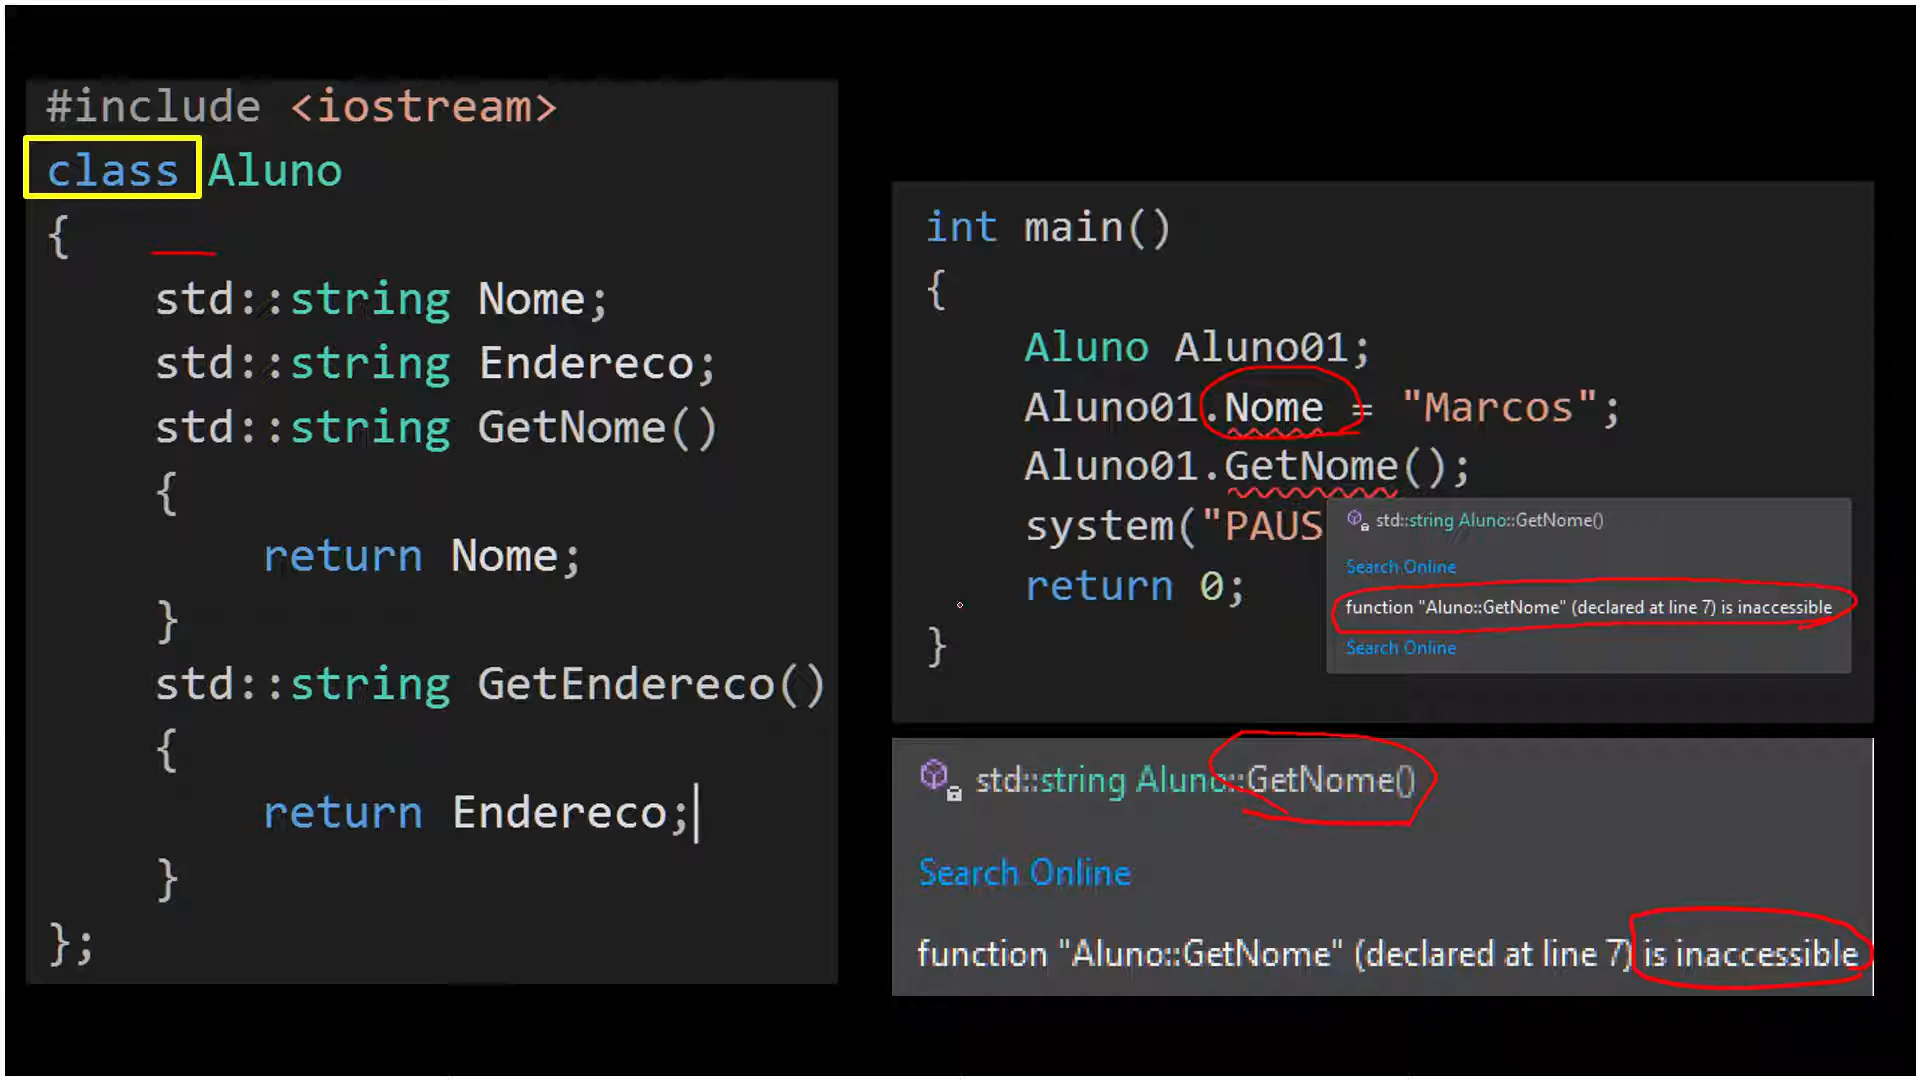 #include <iostream>
class Aluno
{
std::string Nome;
std::string Endereco;
std::string GetNome()
{
return Nome;
}
std::string GetEndereco()
{
return Endereco;
}
};
int main()
{
Aluno Aluno01;
Aluno01.Nome = "Marcos";
Aluno01.GetNome();
system("PAUS
return 0;
}
std::string Aluno::GetNome()
Search Online
function "Aluno::GetNome" (declared at line 7) is inaccessible
Search Online
std::string Aluno::GetNome()
Search Online
function "Aluno::GetNome" (declared at line 7) is inaccessible